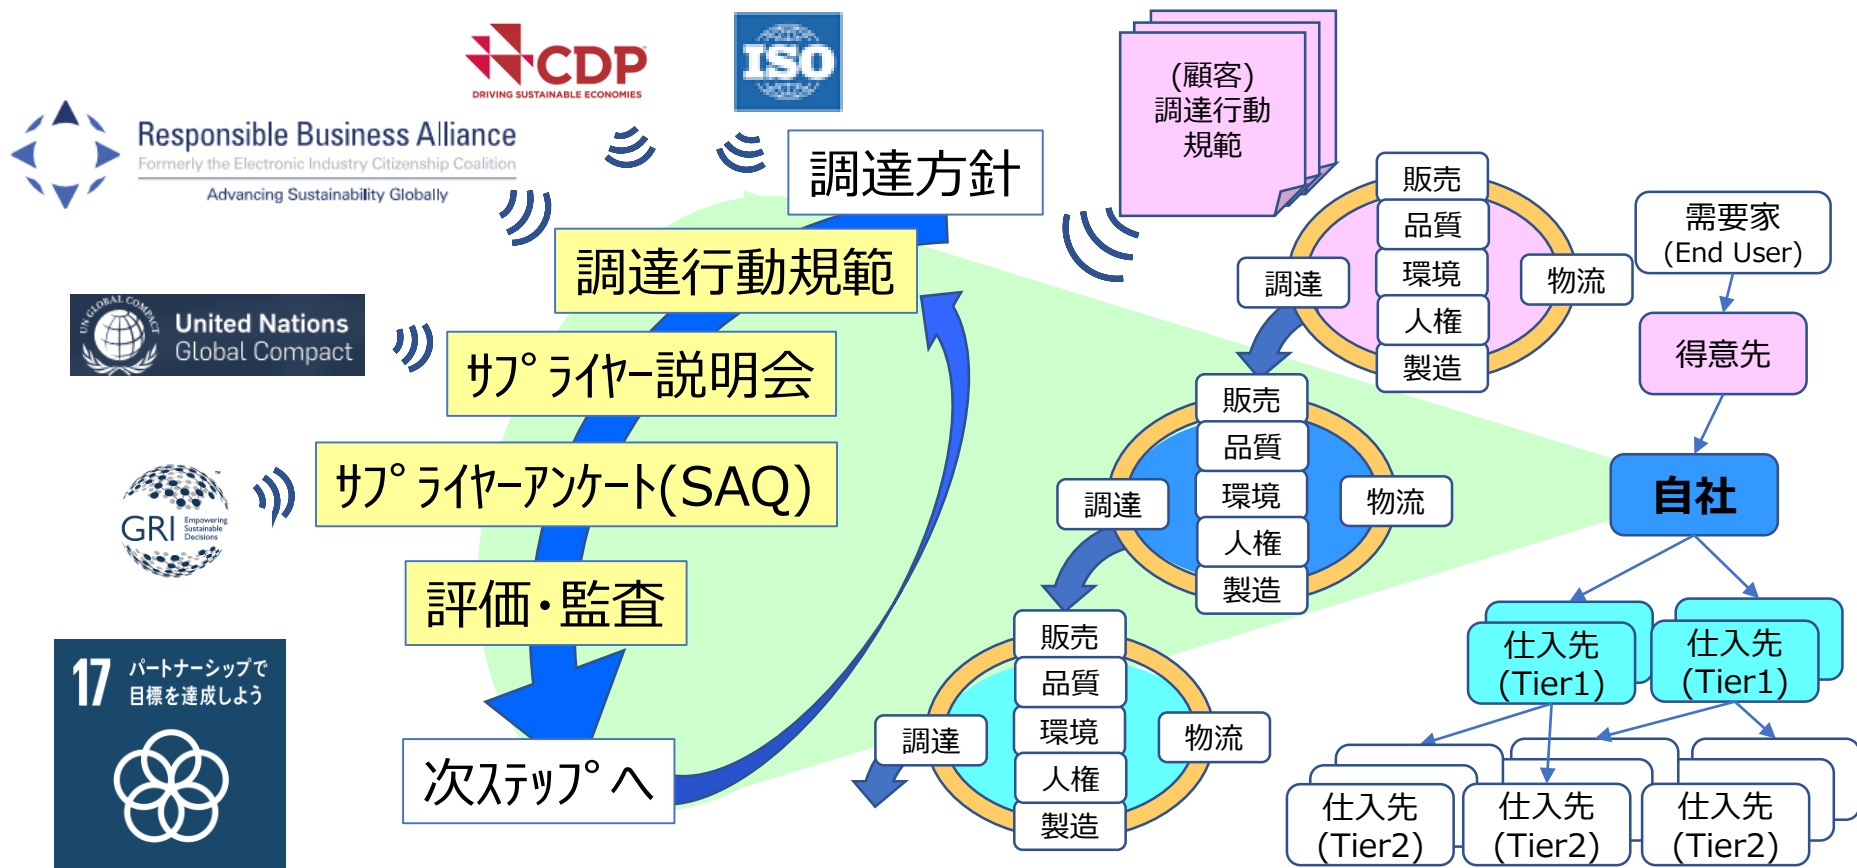 CDP
DRIVING SUSTAINABLE ECONOMIES
ISO
Responsible Business Alliance
Formerly the Electronic Industry Citizenship Coalition
Advancing Sustainability Globally
UN GLOBAL COMPACT
United Nations
Global Compact
GRI
Empowering
Sustainable
Decisions
17 パートナーシップで
目標を達成しよう
調達方針
調達行動規範
ｻﾌﾟﾗｲﾔｰ説明会
ｻﾌﾟﾗｲﾔｰｱﾝｹｰﾄ(SAQ)
評価・監査
次ｽﾃｯﾌﾟへ
(顧客)
調達行動
規範
販売
品質
環境
人権
製造
調達
物流
販売
品質
環境
人権
製造
調達
物流
販売
品質
環境
人権
製造
調達
物流
需要家
(End User)
得意先
自社
仕入先
(Tier1)
仕入先
(Tier1)
仕入先
(Tier2)
仕入先
(Tier2)
仕入先
(Tier2)